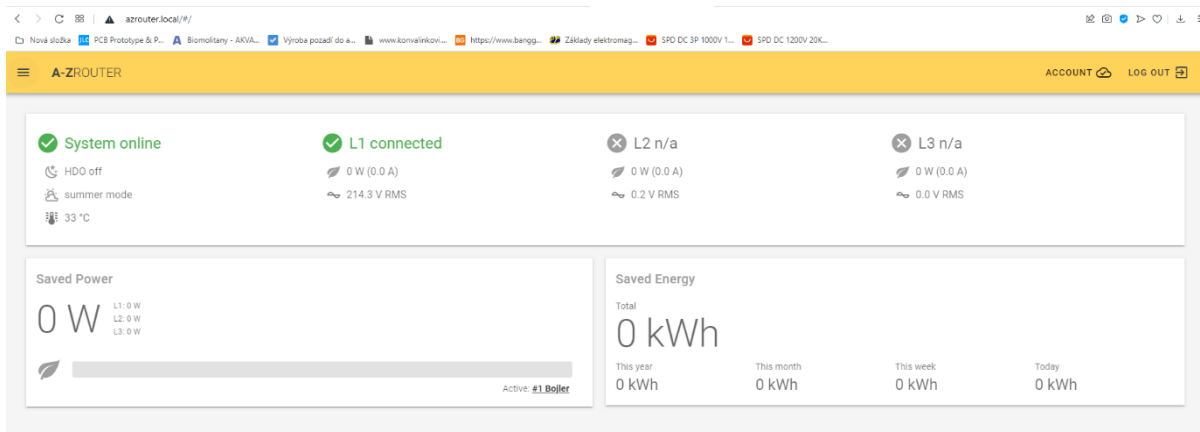 azrouter.local/#/
Nová složka PCB Prototype & P... Biomolitany - AKVA... Výroba pozadí do a... www.konvalinkovi.... https://www.bangg... Základy elektromag... SPD DC 3P 1000V 1... SPD DC 1200V 20K...
A-ZROUTER ACCOUNT LOG OUT
System online L1 connected L2 n/a L3 n/a
HDO off 0 W (0.0 A) 0 W (0.0 A) 0 W (0.0 A)
summer mode 214.3 V RMS 0.2 V RMS 0.0 V RMS
33 °C
Saved Power
0 W
L1: 0 W
L2: 0 W
L3: 0 W
Active: #1 Bojler
Saved Energy
Total
0 kWh
This year This month This week Today
0 kWh 0 kWh 0 kWh 0 kWh